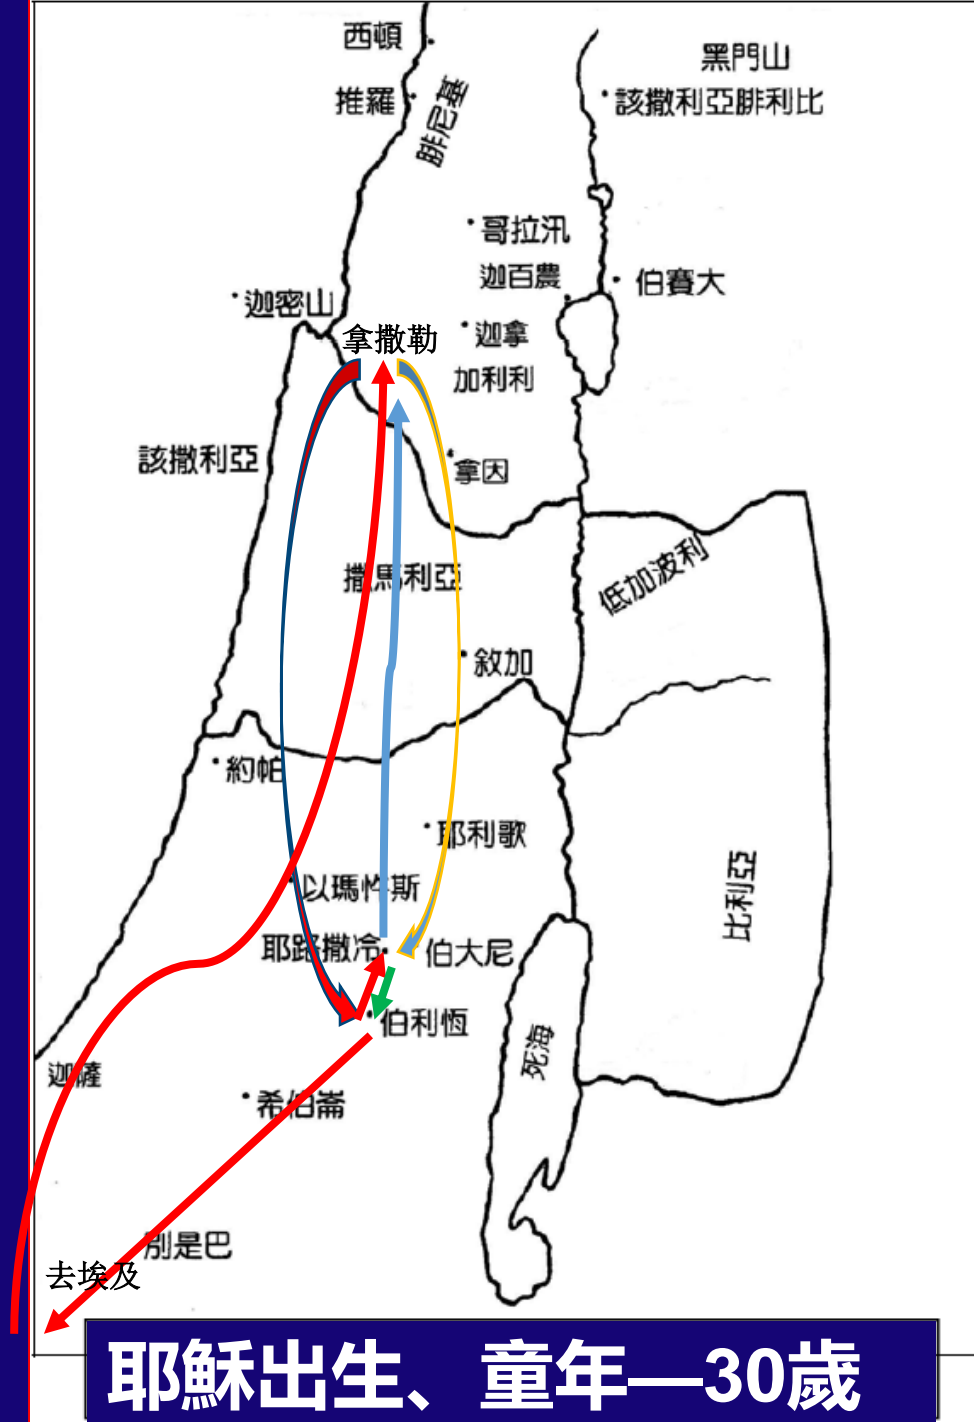 西頓
黑門山
推羅
該撒利亞腓利比
腓尼基
哥拉汛
迦百農
伯賽大
迦密山
拿撒勒
迦拿
加利利
該撒利亞
拿因
低加波利
撒馬利亞
敘加
約帕
耶利歌
以瑪忤斯
比利亞
耶路撒冷
伯大尼
伯利恆
死海
迦薩
希伯崙
別是巴
去埃及
耶穌出生、童年—30歲